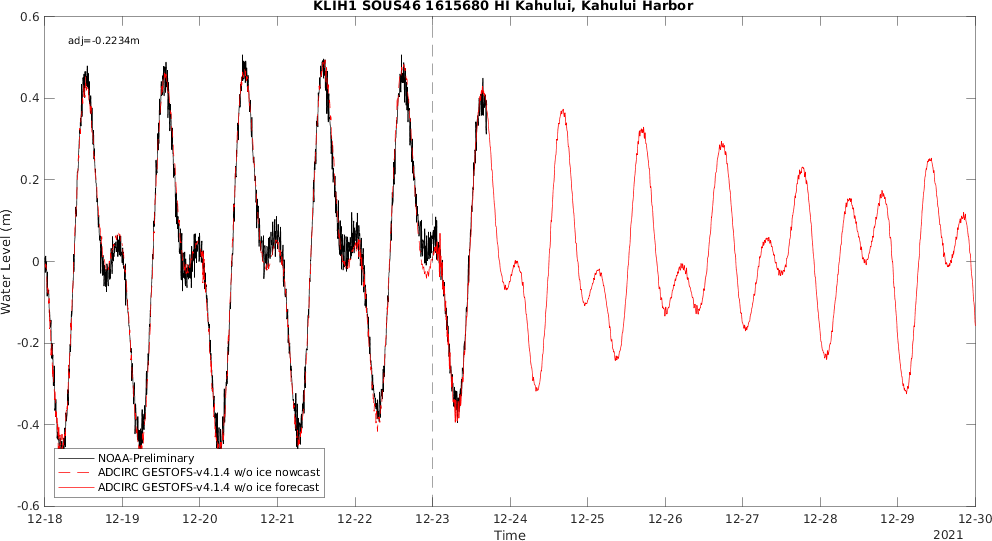 KLIH1 SOUS46 1615680 HI Kahului, Kahului Harbor
adj=-0.2234m
0.6
0.4
0.2
0
-0.2
-0.4
-0.6
Water Level (m)
NOAA-Preliminary
ADCIRC GESTOFS-v4.1.4 w/o ice nowcast
ADCIRC GESTOFS-v4.1.4 w/o ice forecast
12-18 12-19 12-20 12-21 12-22 12-23 12-24 12-25 12-26 12-27 12-28 12-29 12-30
Time
2021